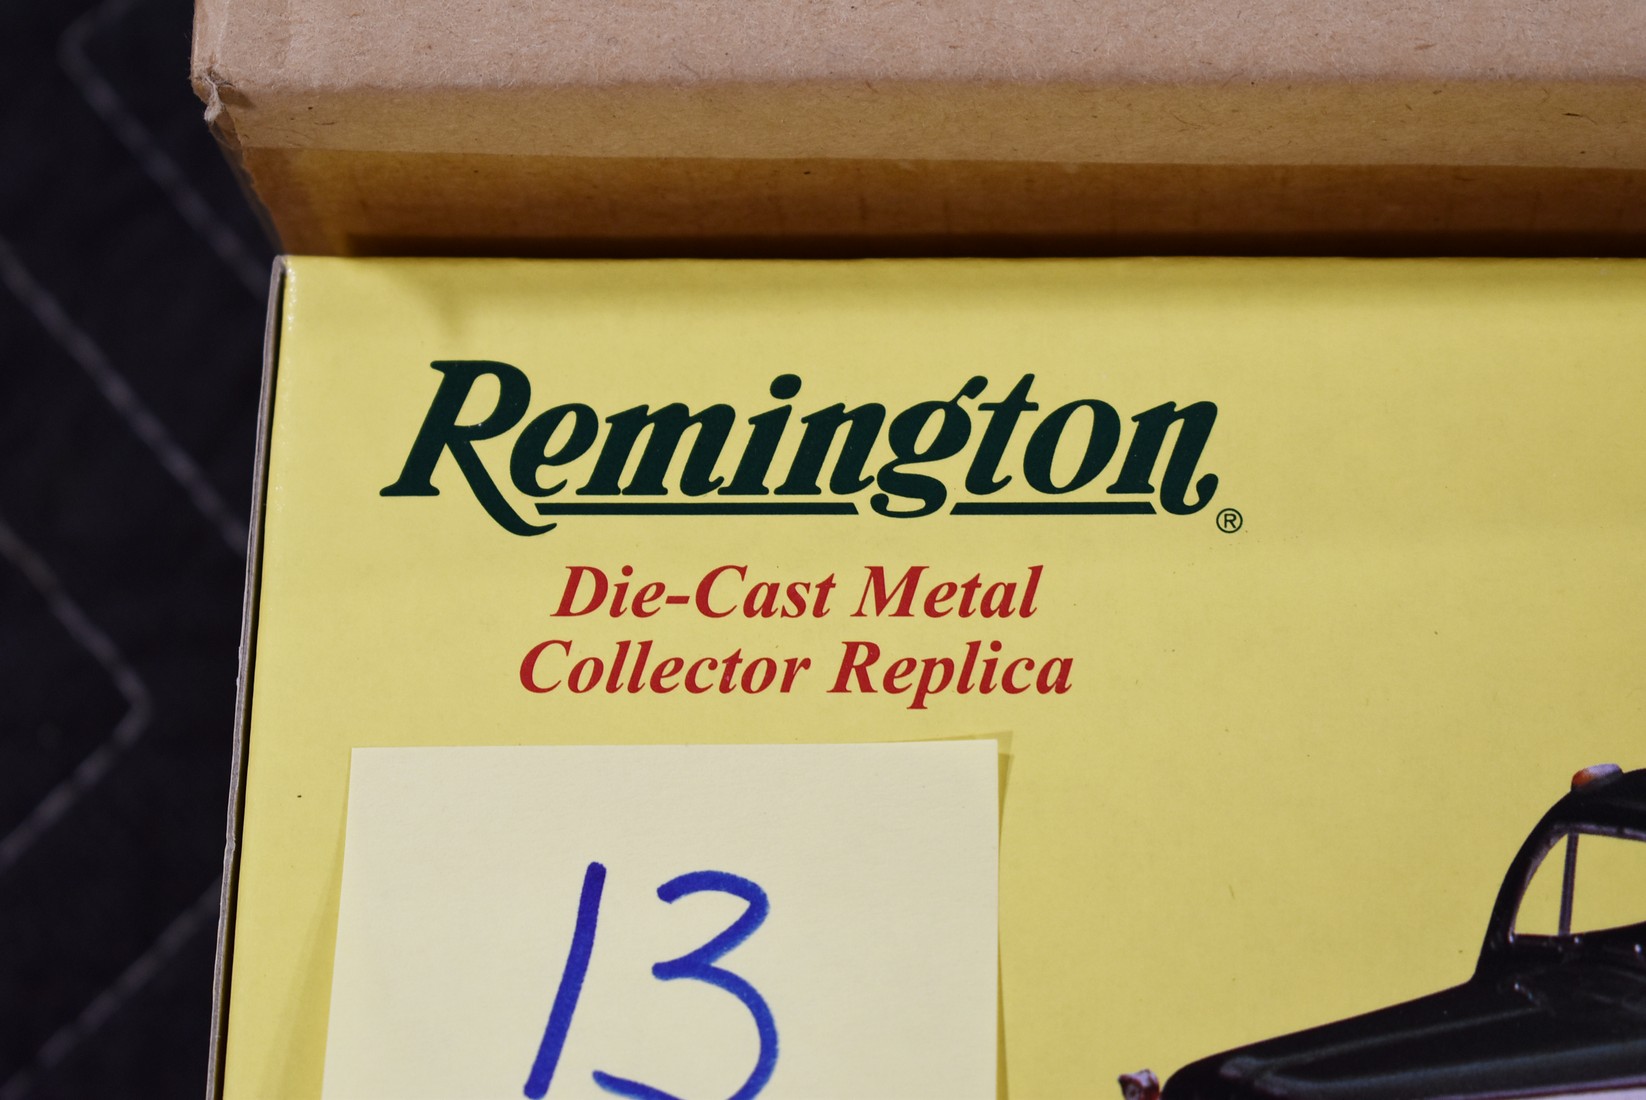 Remington®
Die-Cast Metal
Collector Replica
13